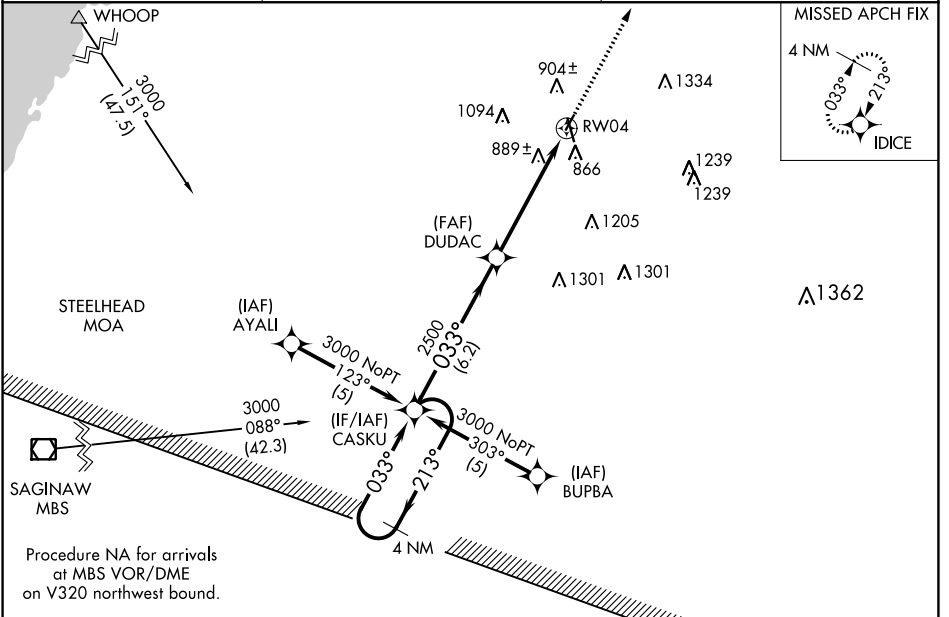 WHOOP
3000
151°
(47.5)
MISSED APCH FIX
4 NM
033°
213°
IDICE
904±
1334
1094
RW04
889±
866
1239
1239
1205
(FAF)
DUDAC
1301
1301
1362
STEELHEAD
MOA
(IAF)
AYALI
2500
033°
(6.2)
3000 NoPT
123°
(5)
3000
088°
(42.3)
(IF/IAF)
CASKU
3000 NoPT
303°
(5)
(IAF)
BUPBA
033°
213°
4 NM
SAGINAW
MBS
Procedure NA for arrivals
at MBS VOR/DME
on V320 northwest bound.